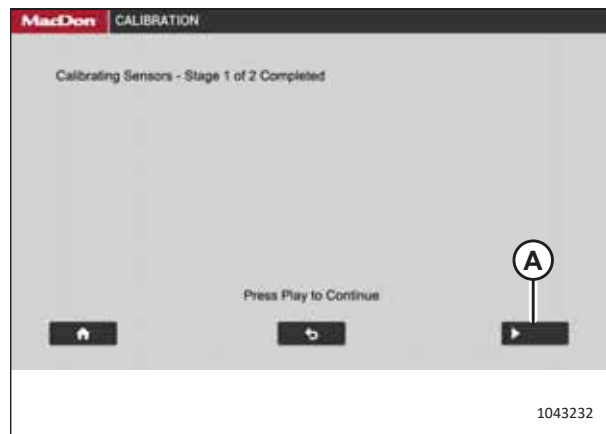 MacDon CALIBRATION
Calibrating Sensors - Stage 1 of 2 Completed
A
Press Play to Continue
1043232